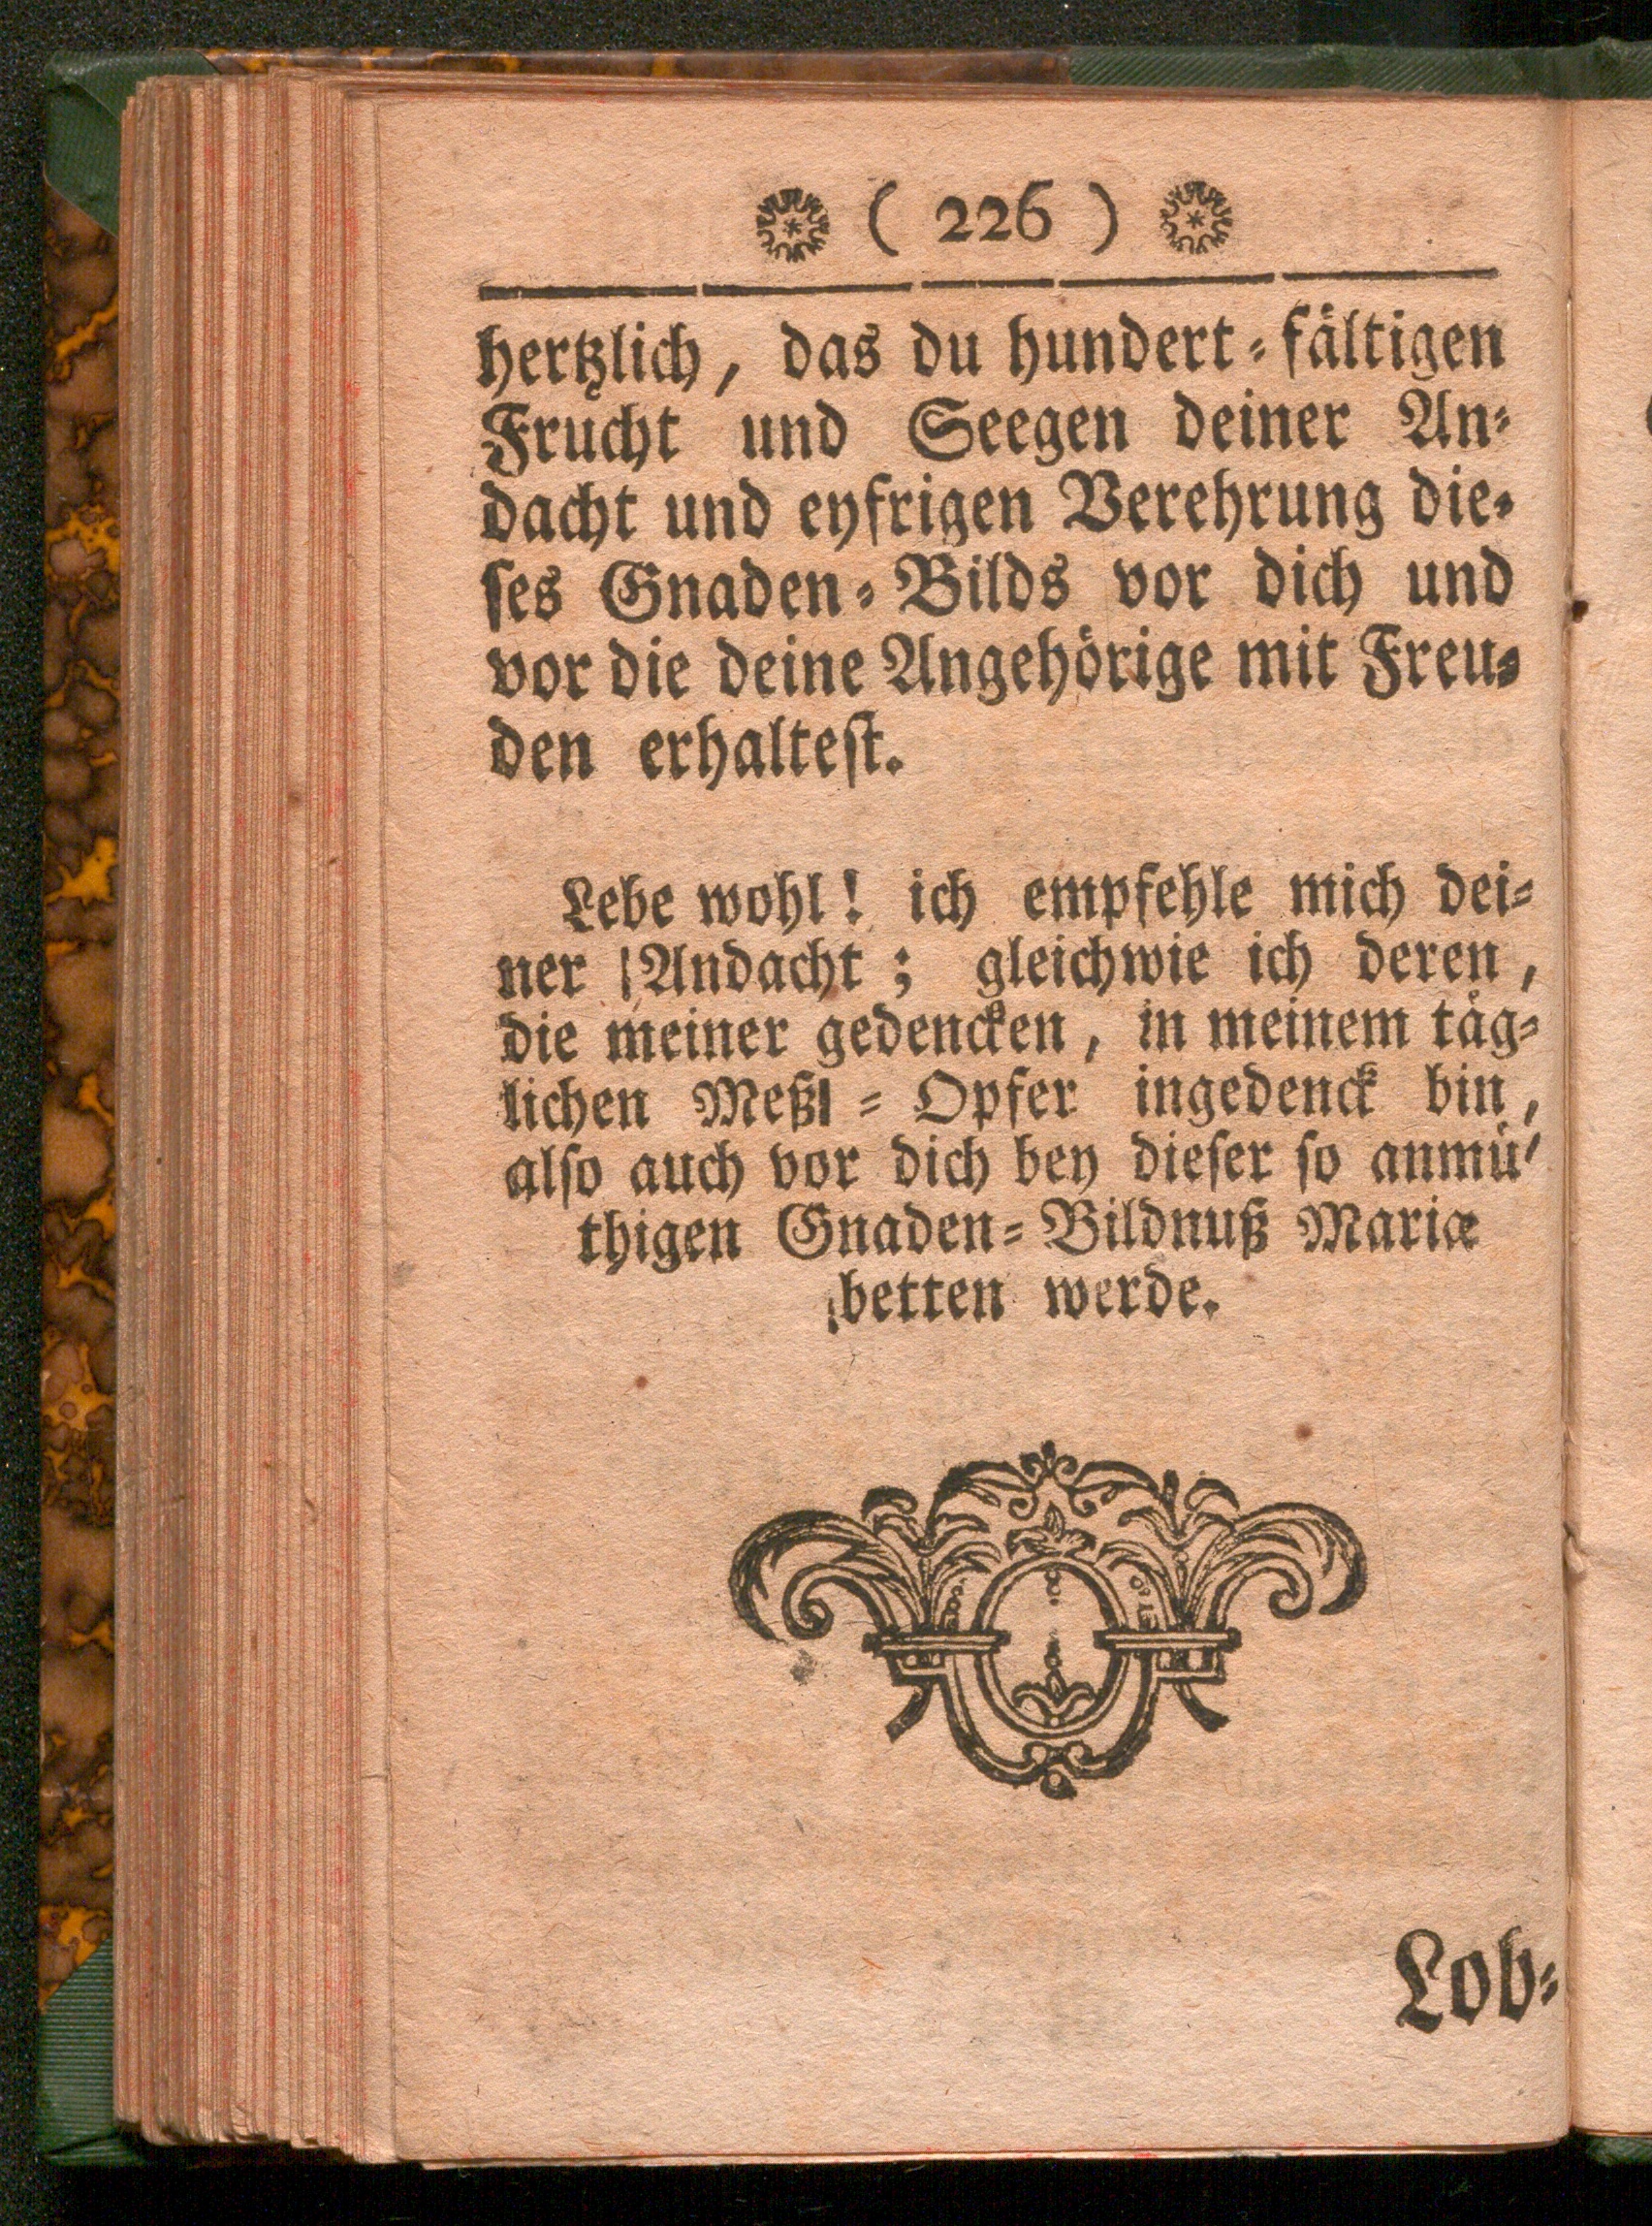 ( 226 )
hertzlich, das du hundert-fältigen
Frucht und Seegen deiner An-
dacht und eyfrigen Verehrung die-
ses Gnaden-Bilds vor dich und
vor die deine Angehörige mit Freu-
den erhaltest.
Lebe wohl! ich empfehle mich dei-
ner Andacht; gleichwie ich deren,
die meiner gedencken, in meinem täg-
lichen Meßl-Opfer ingedenck bin,
also auch vor dich bey dieser so anmü-
thigen Gnaden-Bildnuß Mariæ
betten werde.
Lob-